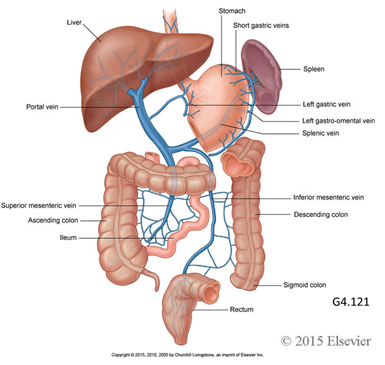 Stomach
Liver
Short gastric veins
Spleen
Portal vein
Left gastric vein
Left gastro-omental vein
Splenic vein
Superior mesenteric vein
Inferior mesenteric vein
Ascending colon
Descending colon
Ileum
Sigmoid colon
G4.121
Rectum
© 2015 Elsevier
Copyright © 2015, 2010, 2005 by Churchill Livingstone, an imprint of Elsevier Inc.